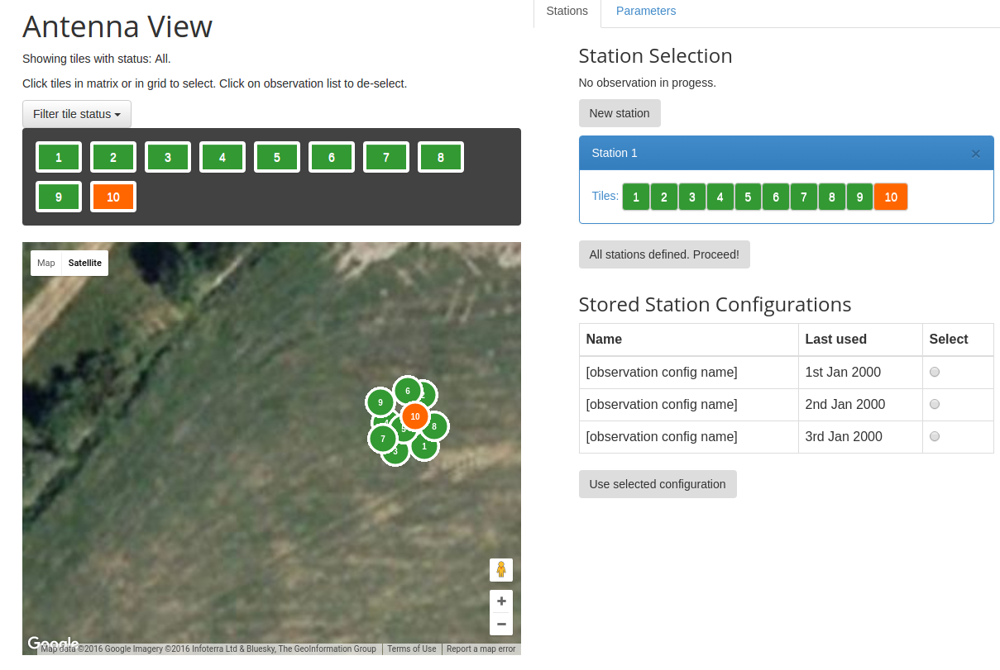 Antenna View
Showing tiles with status: All.
Click tiles in matrix or in grid to select. Click on observation list to de-select.
Filter tile status
1 2 3 4 5 6 7 8
9 10
Map Satellite
6 2
9
10
4 5 8
7
3 1
+
−
Google
Map data ©2016 Google Imagery ©2016 Infoterra Ltd & Bluesky, The GeoInformation Group Terms of Use Report a map error
Stations Parameters
Station Selection
No observation in progess.
New station
Station 1 ×
Tiles: 1 2 3 4 5 6 7 8 9 10
All stations defined. Proceed!
Stored Station Configurations
Name Last used Select
[observation config name] 1st Jan 2000
[observation config name] 2nd Jan 2000
[observation config name] 3rd Jan 2000
Use selected configuration